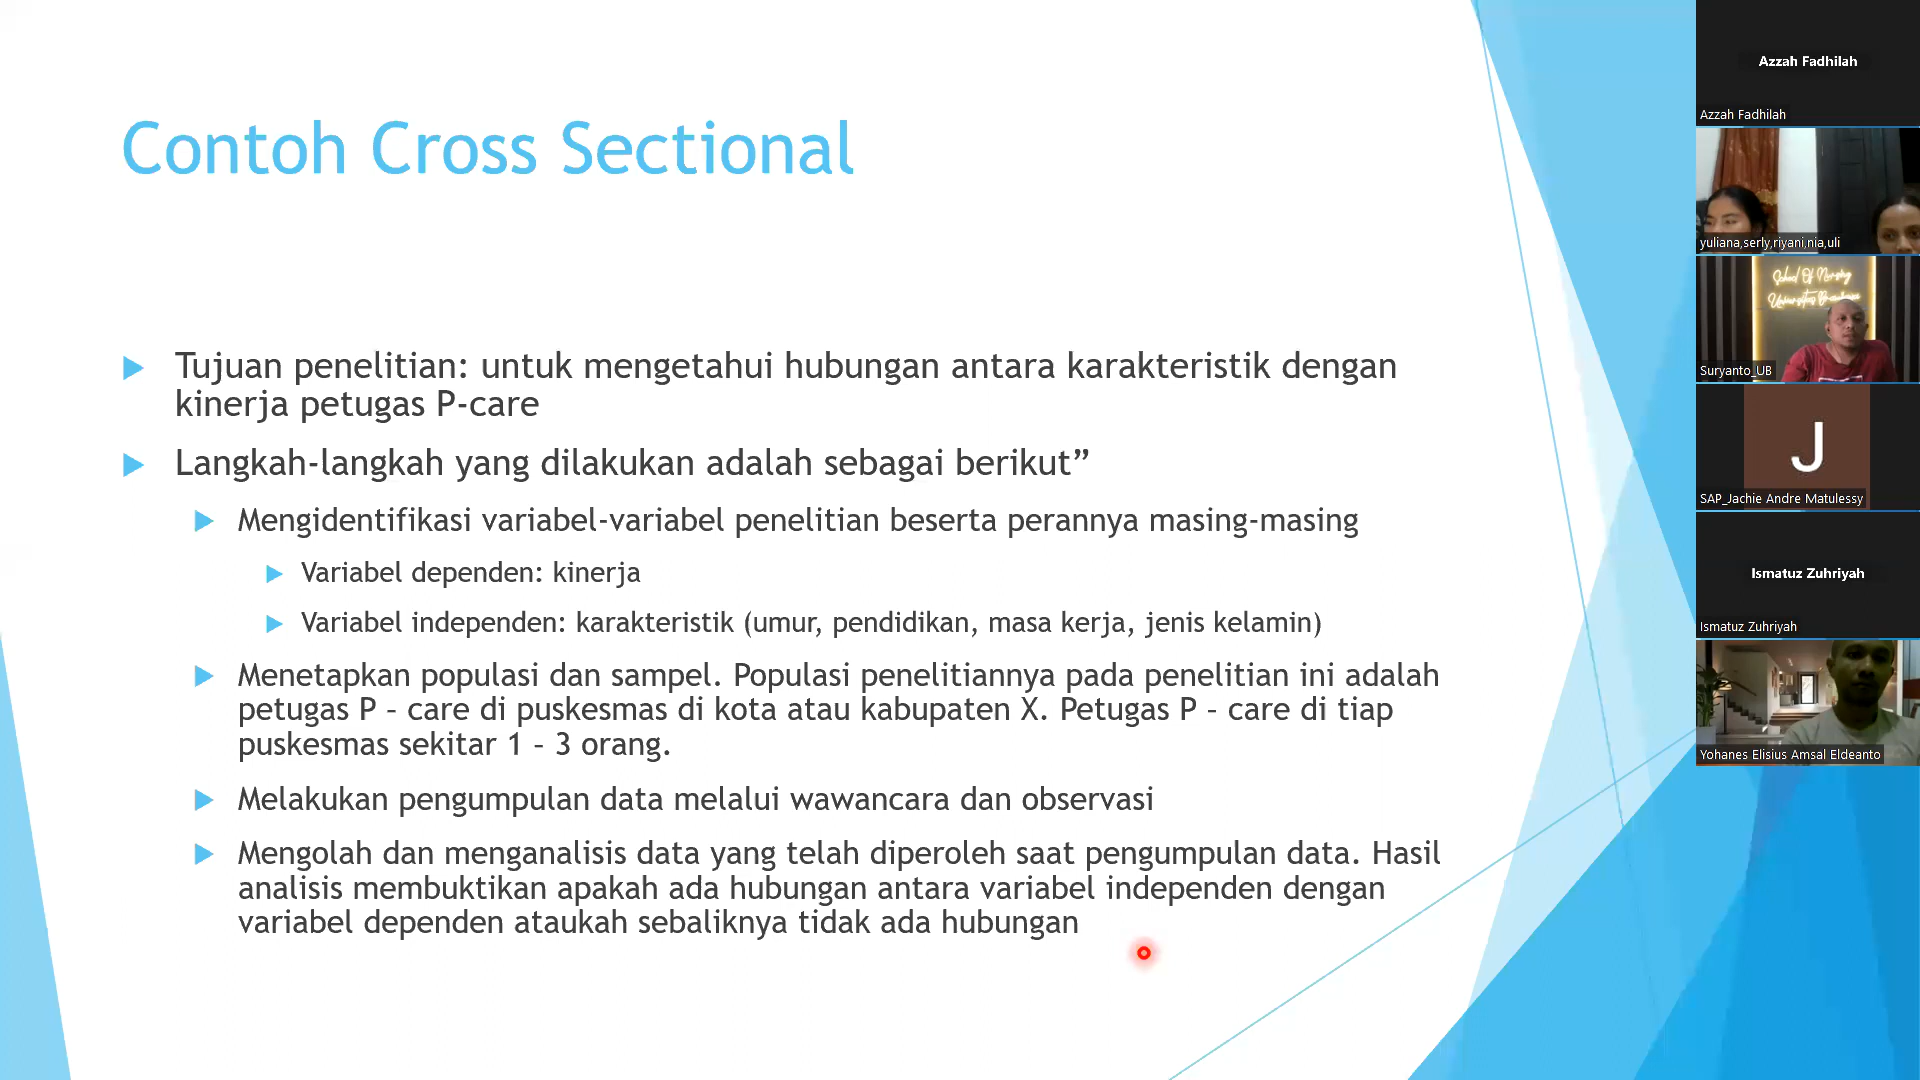 Contoh Cross Sectional
Tujuan penelitian: untuk mengetahui hubungan antara karakteristik dengan
kinerja petugas P-care
Langkah-langkah yang dilakukan adalah sebagai berikut”
Mengidentifikasi variabel-variabel penelitian beserta perannya masing-masing
Variabel dependen: kinerja
Variabel independen: karakteristik (umur, pendidikan, masa kerja, jenis kelamin)
Menetapkan populasi dan sampel. Populasi penelitiannya pada penelitian ini adalah
petugas P – care di puskesmas di kota atau kabupaten X. Petugas P - care di tiap
puskesmas sekitar 1 – 3 orang.
Melakukan pengumpulan data melalui wawancara dan observasi
Mengolah dan menganalisis data yang telah diperoleh saat pengumpulan data. Hasil
analisis membuktikan apakah ada hubungan antara variabel independen dengan
variabel dependen ataukah sebaliknya tidak ada hubungan
Azzah Fadhilah
Azzah Fadhilah
yuliana,serly,riyani,nia,uli
School Of Nursing
Universitas Brawijaya
Suryanto_UB
J
SAP_Jachie Andre Matulessy
Ismatuz Zuhriyah
Ismatuz Zuhriyah
Yohanes Elisius Amsal Eldeanto